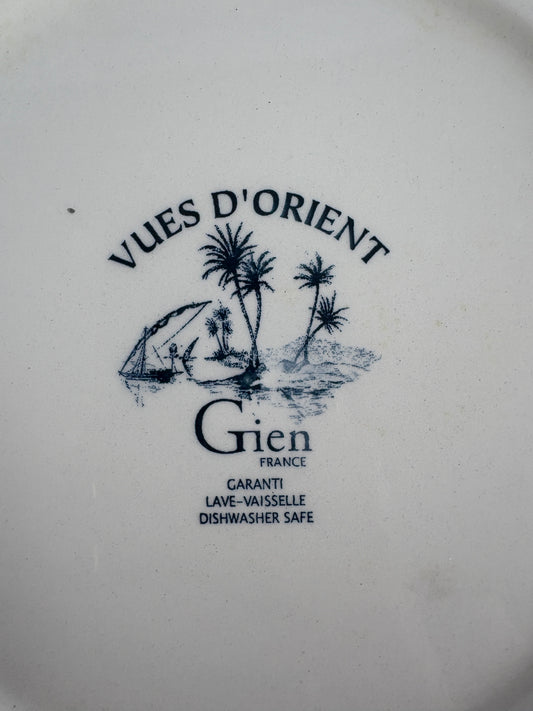 VUES D'ORIENT
Gien
FRANCE
GARANTI
LAVE-VAISSELLE
DISHWASHER SAFE